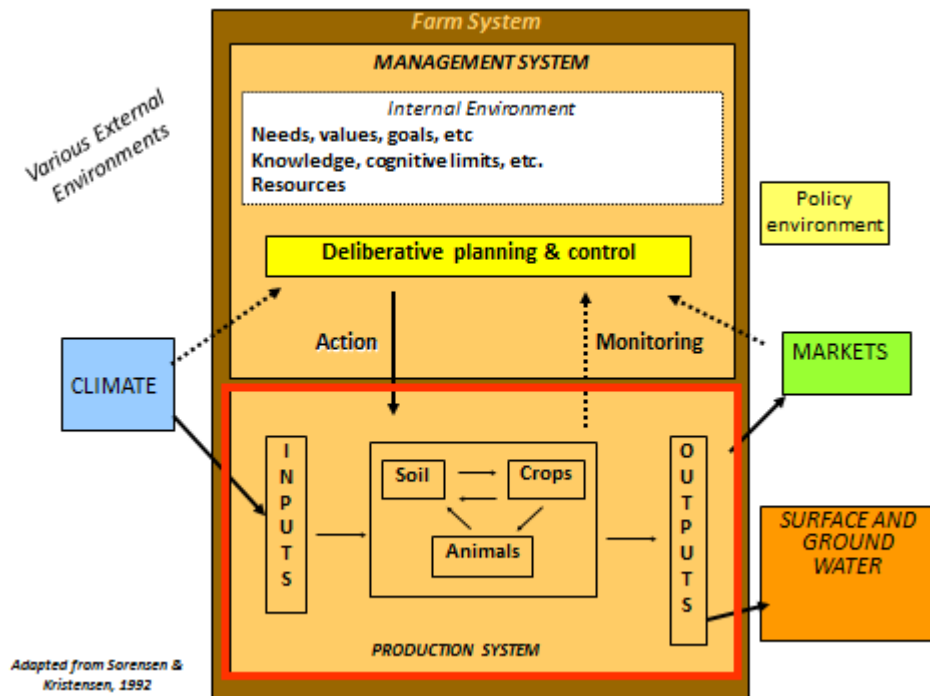 Farm System
MANAGEMENT SYSTEM
Internal Environment
Needs, values, goals, etc
Knowledge, cognitive limits, etc.
Resources
Various External
Environments
Policy
environment
Deliberative planning & control
Action
Monitoring
CLIMATE
MARKETS
INPUTS
Soil
Crops
Animals
OUTPUTS
SURFACE AND
GROUND
WATER
PRODUCTION SYSTEM
Adapted from Sorensen &
Kristensen, 1992